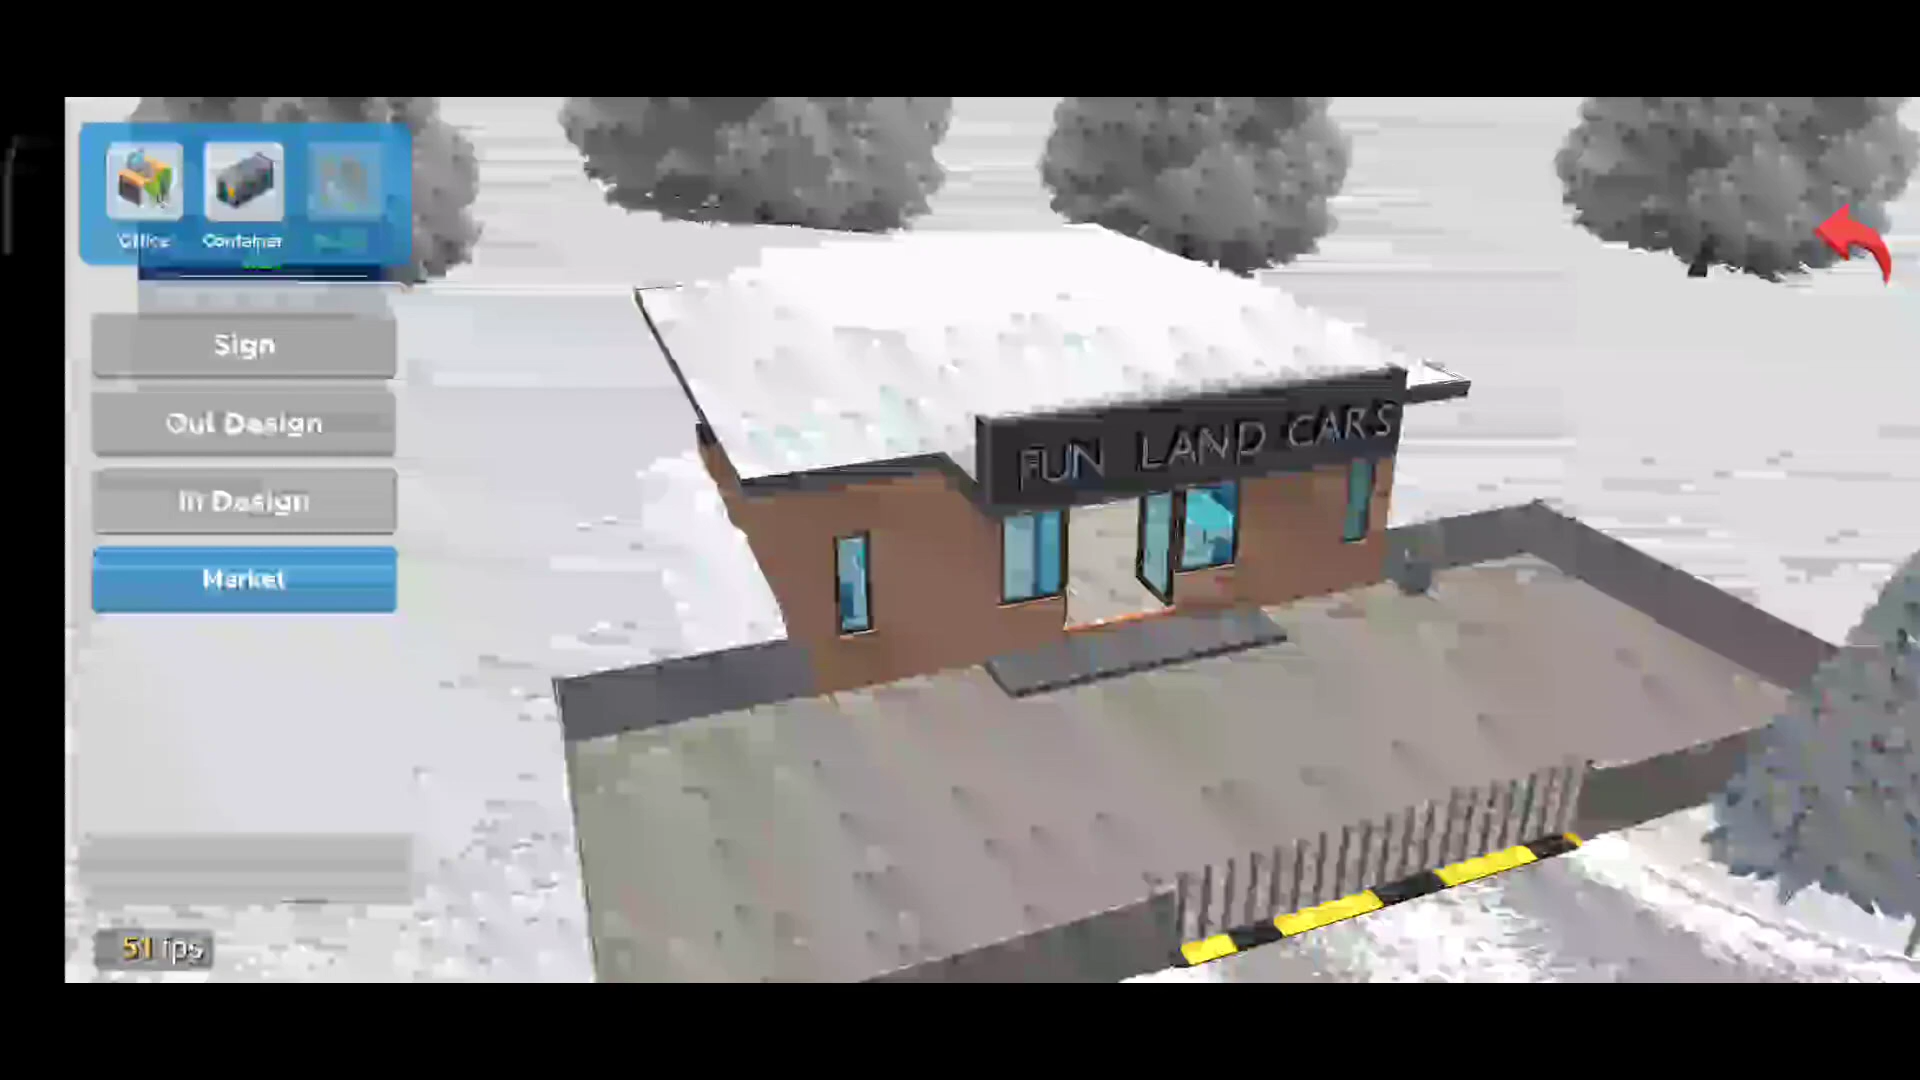 Office
Container
Sign
Out Design
In Design
Market
FUN LAND CARS
51 fps